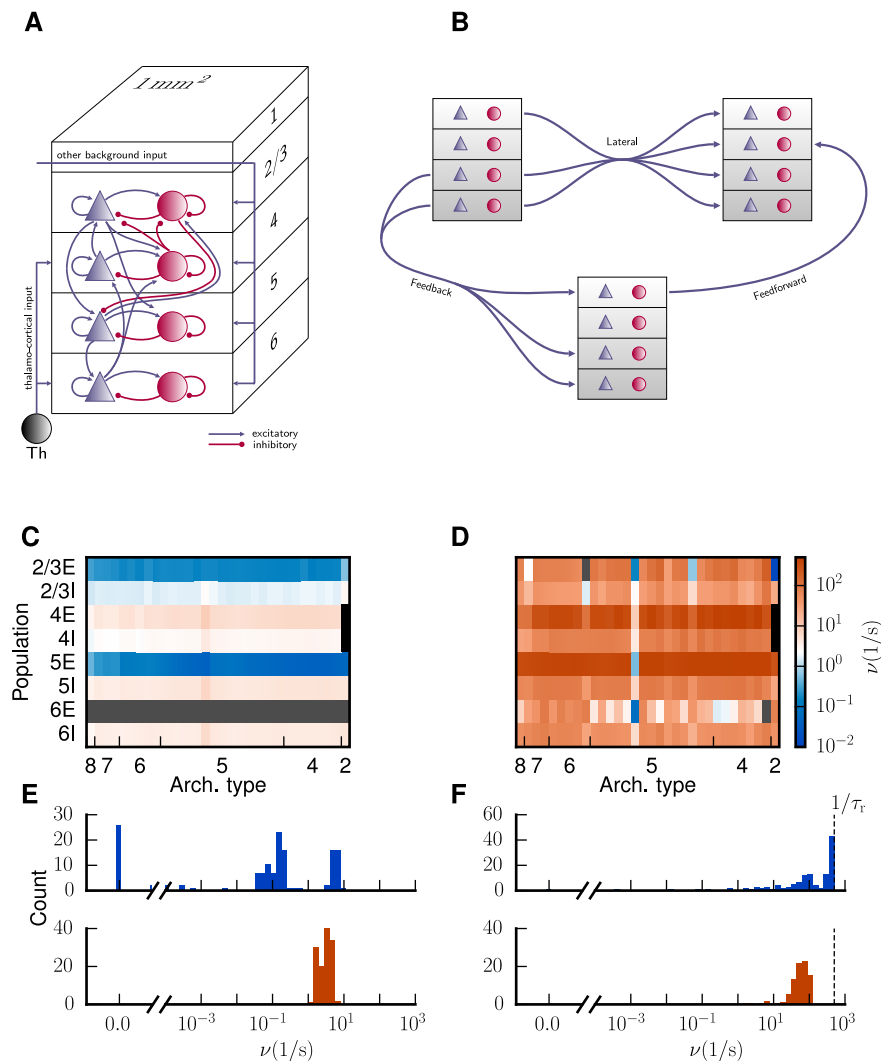 A
B
1mm²
1
2/3
4
5
6
other background input
thalamo-cortical input
Th
excitatory
inhibitory
Lateral
Feedback
Feedforward
C
D
Population
2/3E
2/3I
4E
4I
5E
5I
6E
6I
8 7 6 5 4 2
Arch. type
8 7 6 5 4 2
Arch. type
10²
10¹
10⁰
10⁻¹
10⁻²
ν(1/s)
E
F
Count
30
20
10
0
40
20
0
0.0 10⁻³ 10⁻¹ 10¹ 10³
ν(1/s)
1/τᵣ
60
40
20
0
40
20
0
0.0 10⁻³ 10⁻¹ 10¹ 10³
ν(1/s)